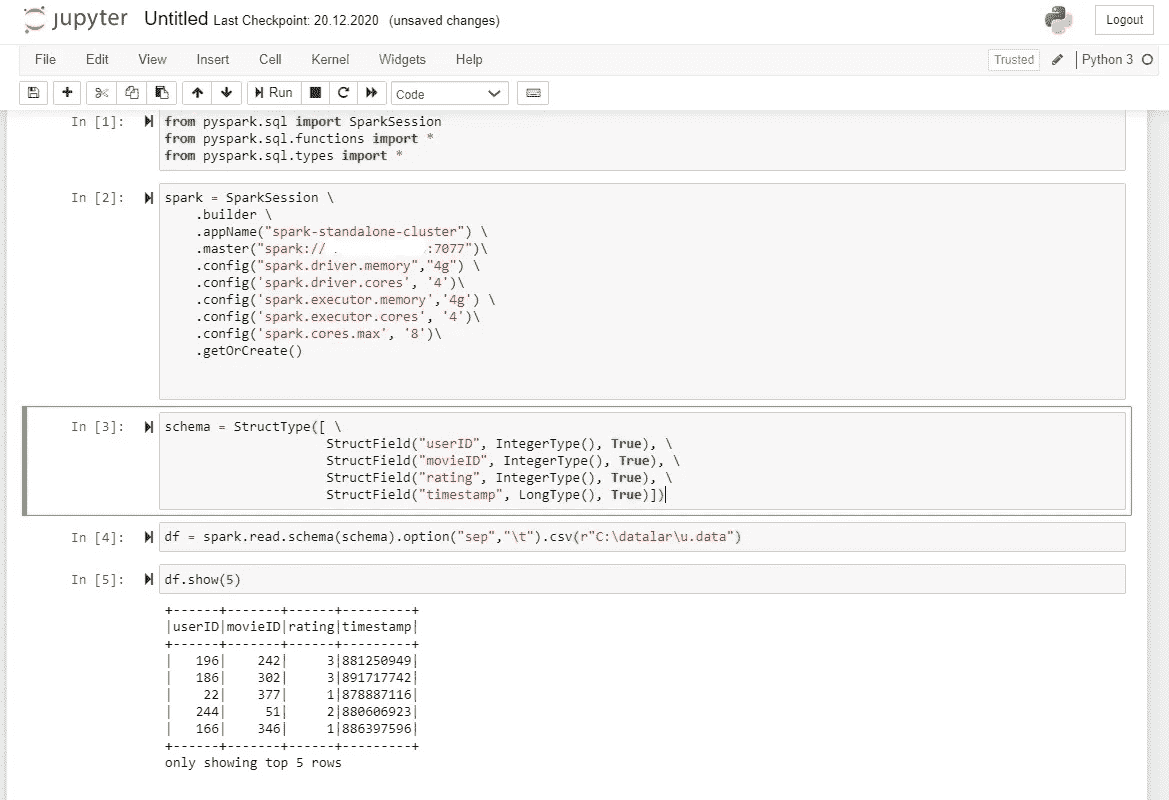 jupyter Untitled Last Checkpoint: 20.12.2020 (unsaved changes) Logout
File Edit View Insert Cell Kernel Widgets Help Trusted Python 3
Run Code
In [1]: from pyspark.sql import SparkSession
from pyspark.sql.functions import *
from pyspark.sql.types import *
In [2]: spark = SparkSession \
.builder \
.appName("spark-standalone-cluster") \
.master("spark:// . :7077")\
.config("spark.driver.memory","4g") \
.config('spark.driver.cores', '4')\
.config('spark.executor.memory','4g') \
.config('spark.executor.cores', '4')\
.config('spark.cores.max', '8')\
.getOrCreate()
In [3]: schema = StructType([ \
StructField("userID", IntegerType(), True), \
StructField("movieID", IntegerType(), True), \
StructField("rating", IntegerType(), True), \
StructField("timestamp", LongType(), True)])
In [4]: df = spark.read.schema(schema).option("sep","\t").csv(r"C:\datalar\u.data")
In [5]: df.show(5)
+------+-------+------+---------+
|userID|movieID|rating|timestamp|
+------+-------+------+---------+
|   196|    242|     3|881250949|
|   186|    302|     3|891717742|
|    22|    377|     1|878887116|
|   244|     51|     2|880606923|
|   166|    346|     1|886397596|
+------+-------+------+---------+
only showing top 5 rows